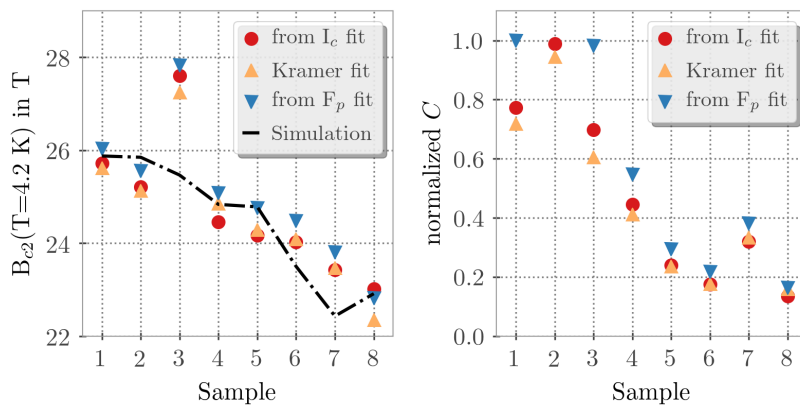 28
26
24
22
B_{c2}(T=4.2 K) in T
from I_c fit
Kramer fit
from F_p fit
Simulation
1 2 3 4 5 6 7 8
Sample
1.0
0.8
0.6
0.4
0.2
0.0
normalized C
from I_c fit
Kramer fit
from F_p fit
1 2 3 4 5 6 7 8
Sample